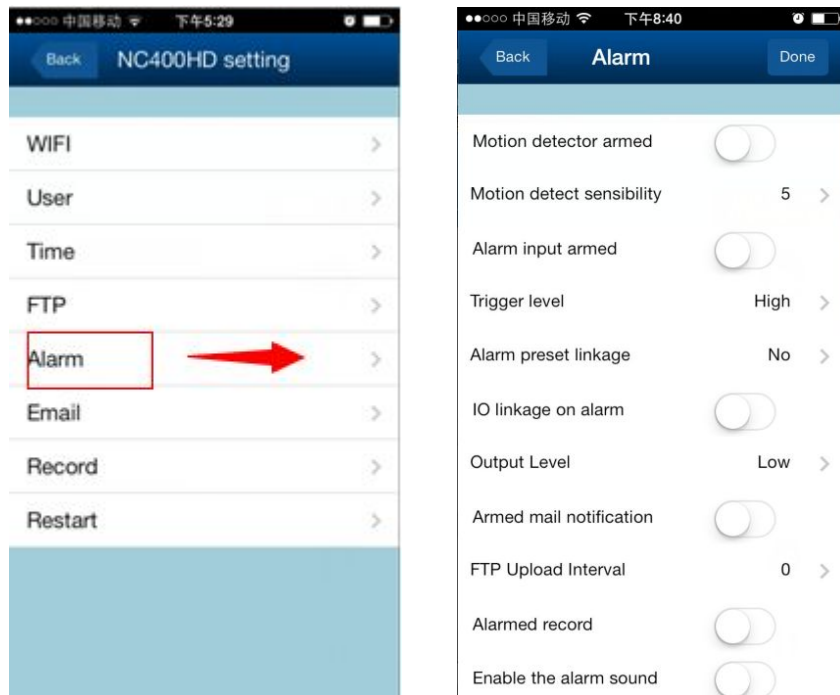 中国移动 下午5:29
Back NC400HD setting
WIFI
User
Time
FTP
Alarm
Email
Record
Restart
中国移动 下午8:40
Back Alarm Done
Motion detector armed
Motion detect sensibility 5
Alarm input armed
Trigger level High
Alarm preset linkage No
IO linkage on alarm
Output Level Low
Armed mail notification
FTP Upload Interval 0
Alarmed record
Enable the alarm sound